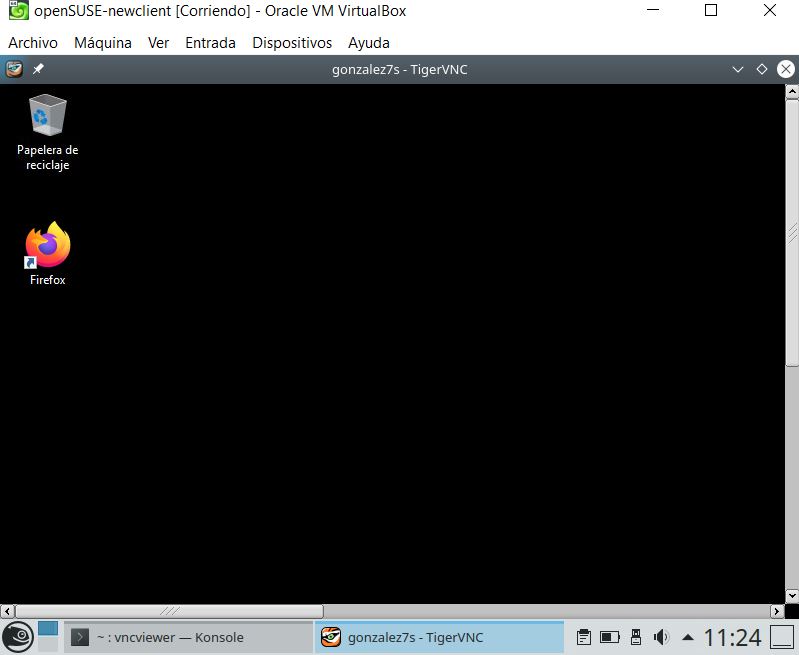 openSUSE-newclient [Corriendo] - Oracle VM VirtualBox
Archivo Máquina Ver Entrada Dispositivos Ayuda
gonzalez7s - TigerVNC
Papelera de
reciclaje
Firefox
~ : vncviewer — Konsole
gonzalez7s - TigerVNC
11:24